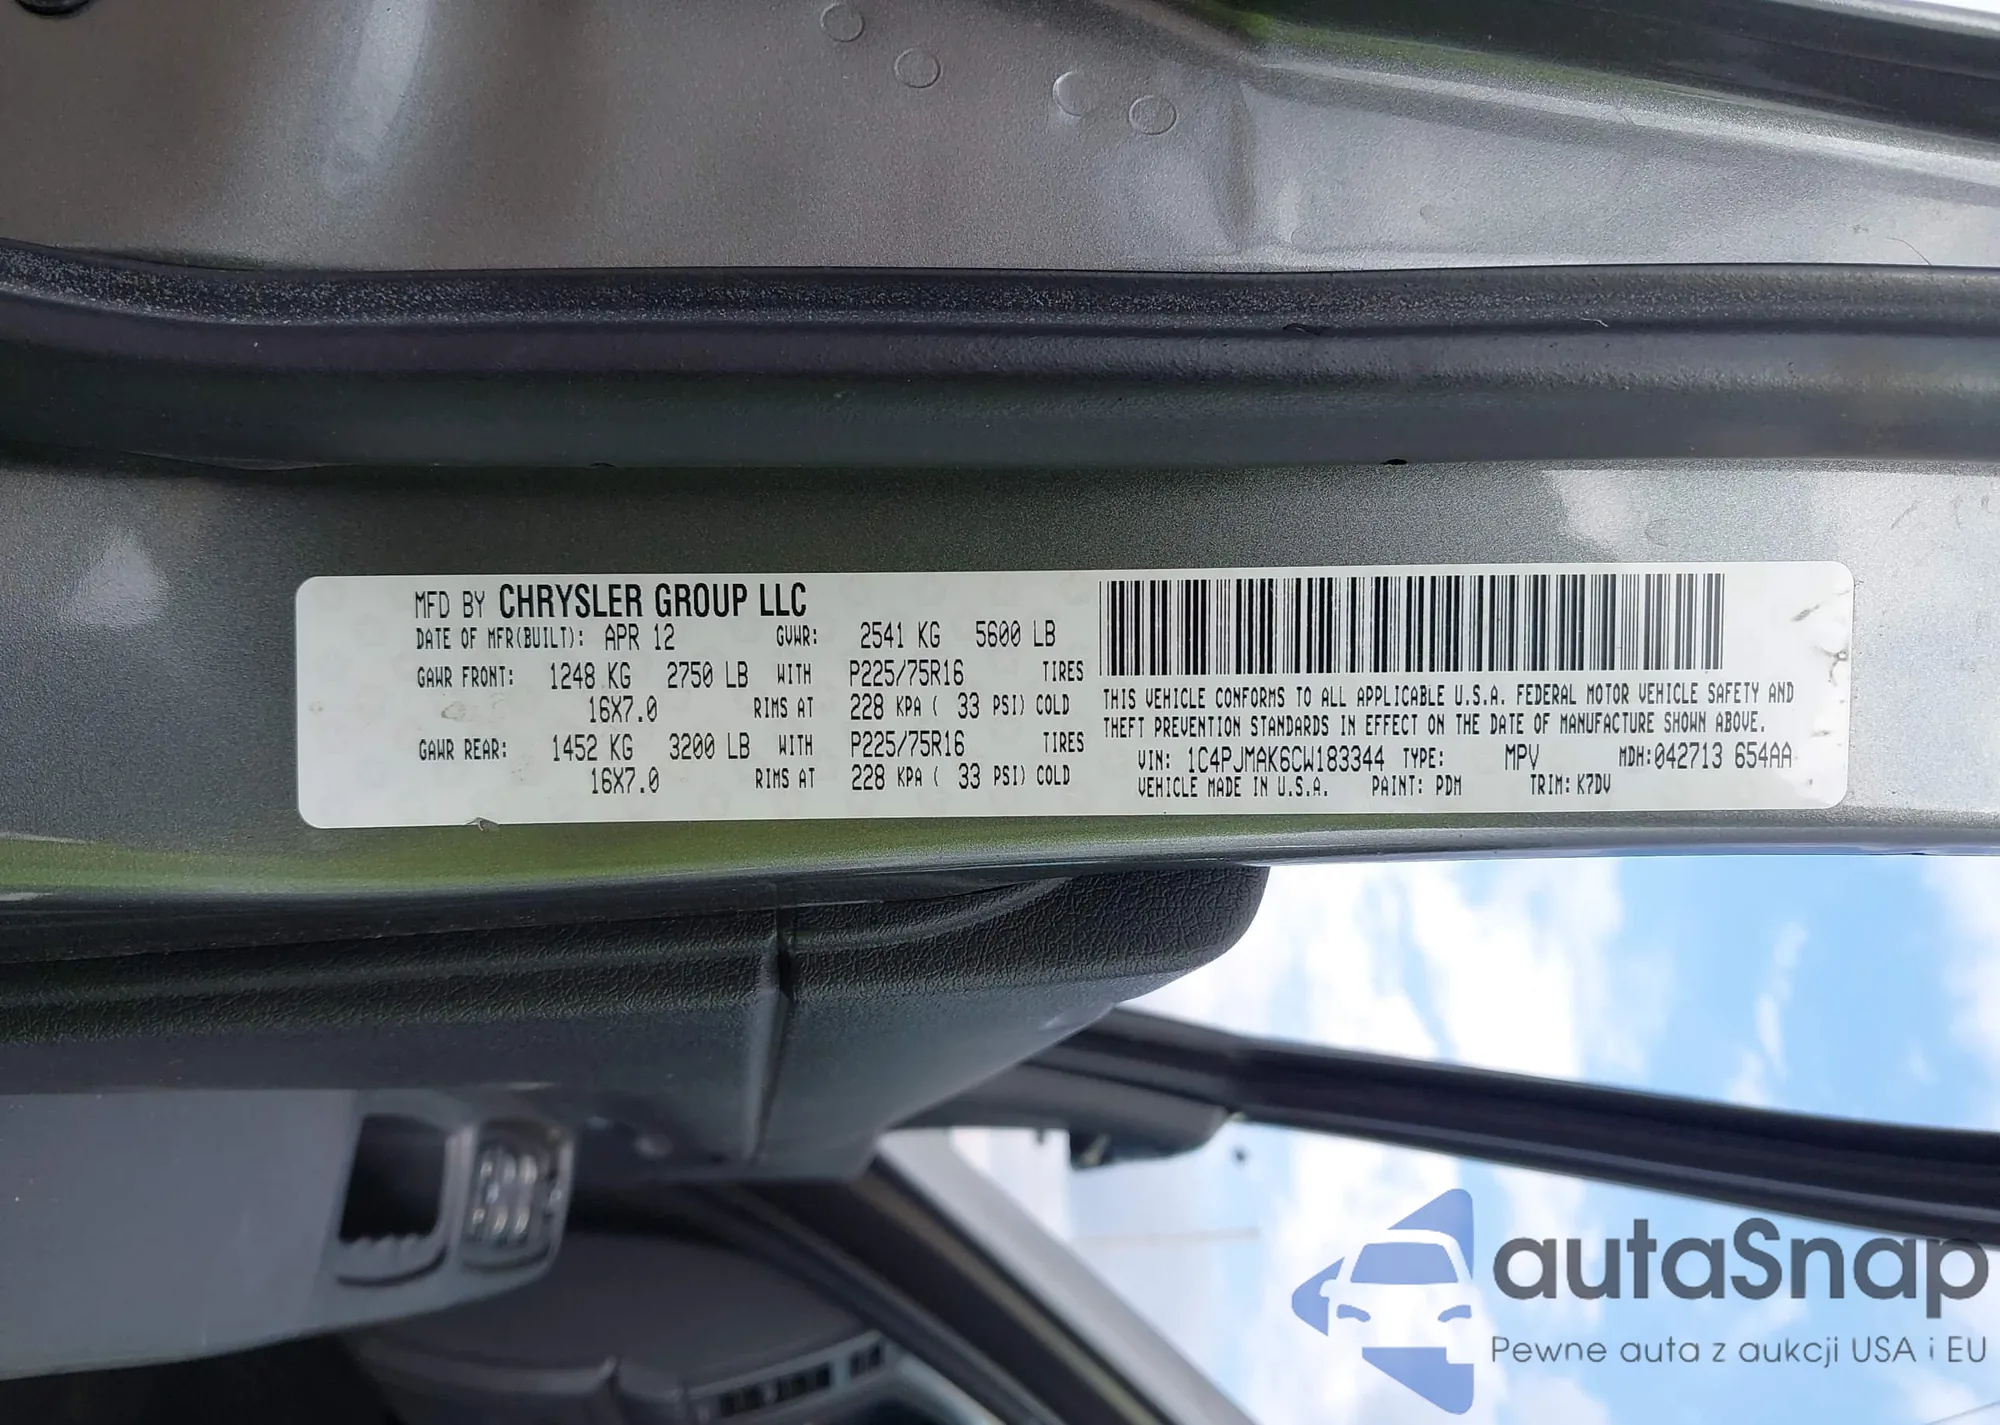 MFD BY CHRYSLER GROUP LLC
DATE OF MFR(BUILT): APR 12 GVWR: 2541 KG 5600 LB
GAWR FRONT: 1248 KG 2750 LB WITH P225/75R16 TIRES
16X7.0 RIMS AT 228 KPA ( 33 PSI) COLD
GAWR REAR: 1452 KG 3200 LB WITH P225/75R16 TIRES
16X7.0 RIMS AT 228 KPA ( 33 PSI) COLD
THIS VEHICLE CONFORMS TO ALL APPLICABLE U.S.A. FEDERAL MOTOR VEHICLE SAFETY AND
THEFT PREVENTION STANDARDS IN EFFECT ON THE DATE OF MANUFACTURE SHOWN ABOVE.
VIN: 1C4PJMAK6CW183344 TYPE: MPV MDH:042713 654AA
VEHICLE MADE IN U.S.A. PAINT: PDM TRIM: K7DV
autaSnap
Pewne auta z aukcji USA i EU